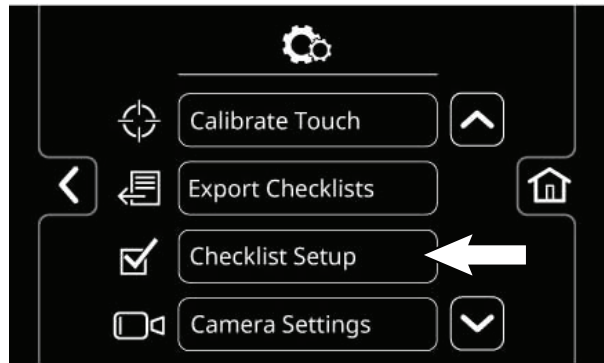 Calibrate Touch
Export Checklists
Checklist Setup
Camera Settings